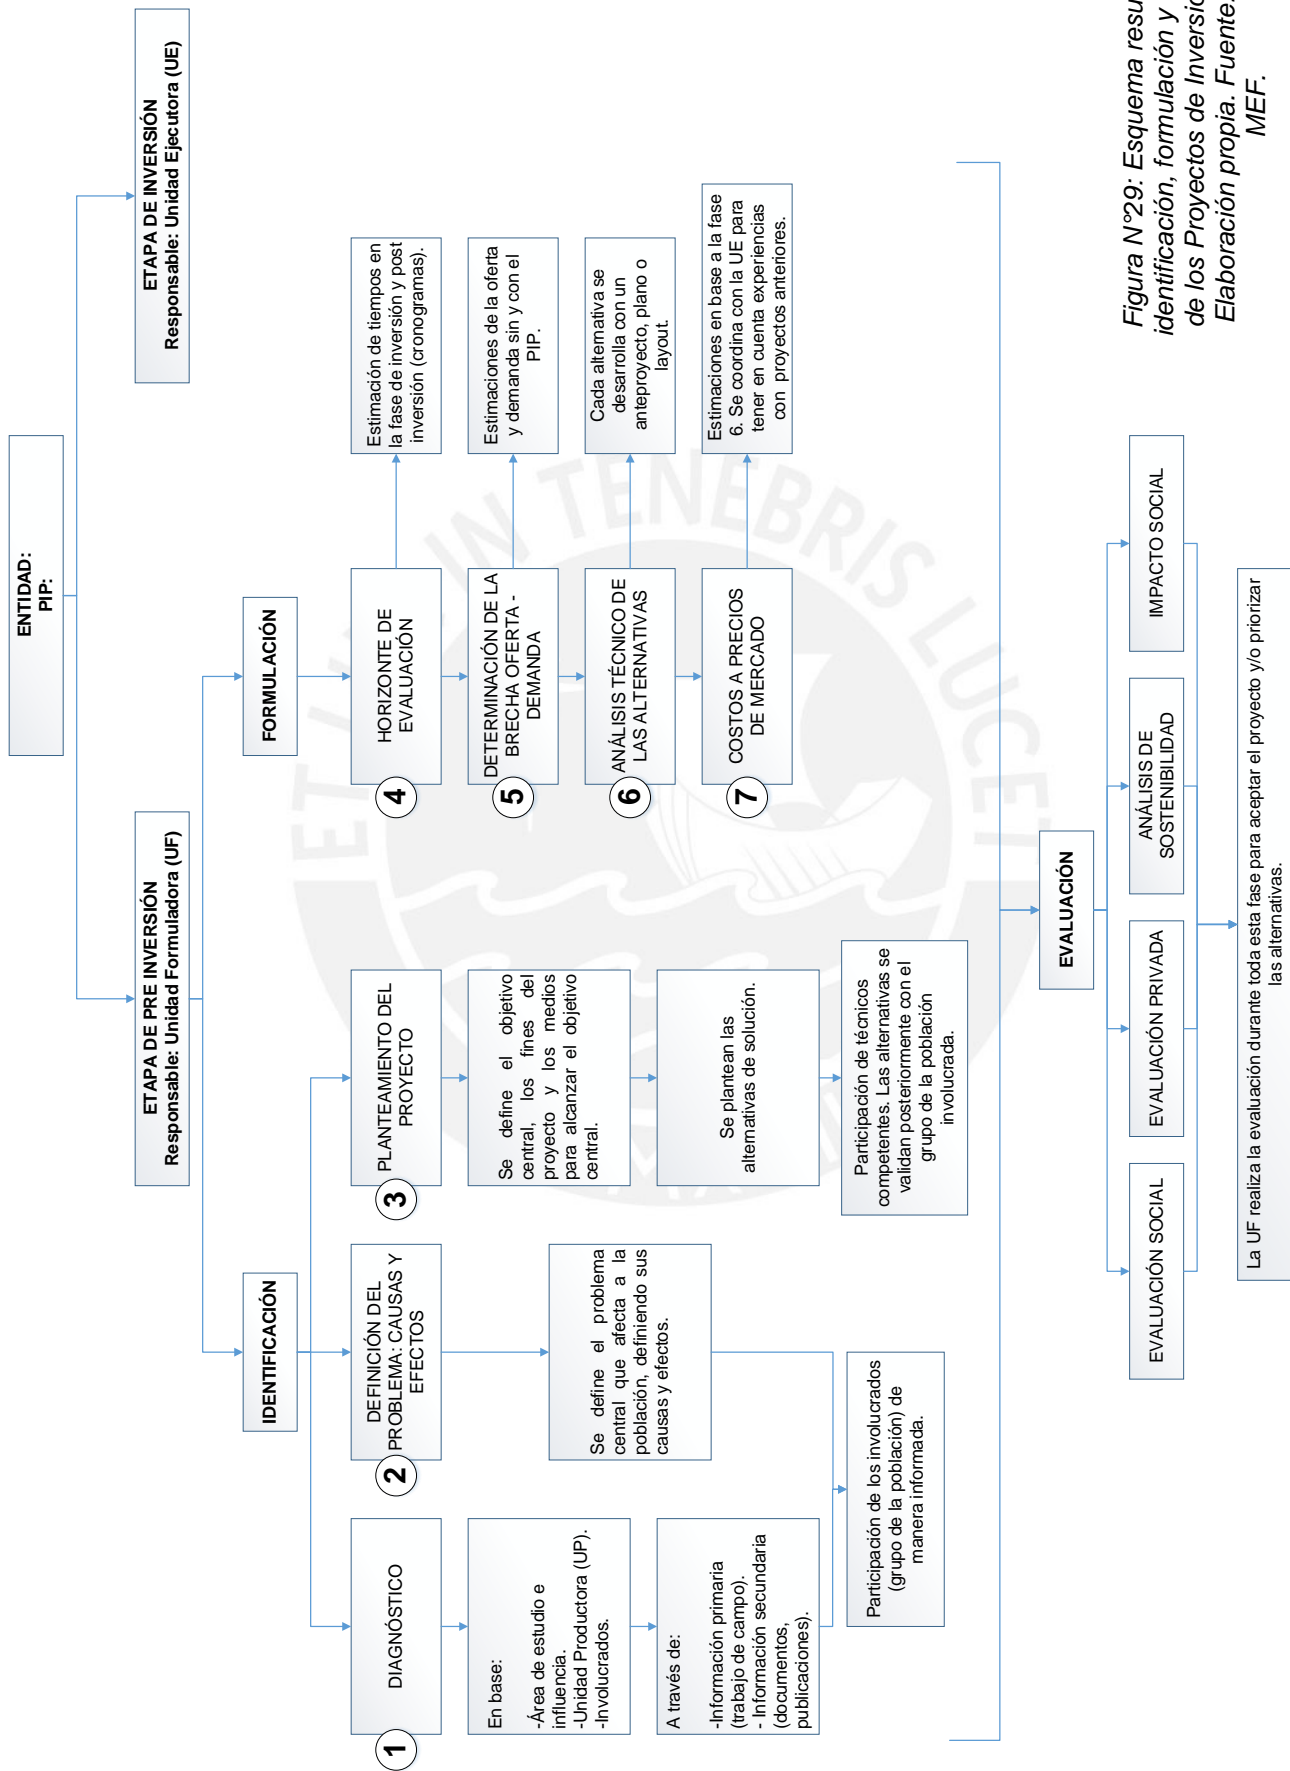 ENTIDAD:
PIP:
ETAPA DE PRE INVERSIÓN
Responsable: Unidad Formuladora (UF)
ETAPA DE INVERSIÓN
Responsable: Unidad Ejecutora (UE)
IDENTIFICACIÓN
FORMULACIÓN
1
DIAGNÓSTICO
En base:
-Área de estudio e
influencia.
-Unidad Productora (UP).
-Involucrados.
A través de:
-Información primaria
(trabajo de campo).
- Información secundaria
(documentos,
publicaciones).
2
DEFINICIÓN DEL
PROBLEMA: CAUSAS Y
EFECTOS
Se define el problema
central que afecta a la
población, definiendo sus
causas y efectos.
Participación de los involucrados
(grupo de la población) de
manera informada.
3
PLANTEAMIENTO DEL
PROYECTO
Se define el objetivo
central, los fines del
proyecto y los medios
para alcanzar el objetivo
central.
Se plantean las
alternativas de solución.
Participación de técnicos
competentes. Las alternativas se
validan posteriormente con el
grupo de la población
involucrada.
4
HORIZONTE DE
EVALUACIÓN
Estimación de tiempos en
la fase de inversión y post
inversión (cronogramas).
5
DETERMINACIÓN DE LA
BRECHA OFERTA -
DEMANDA
Estimaciones de la oferta
y demanda sin y con el
PIP.
6
ANÁLISIS TÉCNICO DE
LAS ALTERNATIVAS
Cada alternativa se
desarrolla con un
anteproyecto, plano o
layout.
7
COSTOS A PRECIOS
DE MERCADO
Estimaciones en base a la fase
6. Se coordina con la UE para
tener en cuenta experiencias
con proyectos anteriores.
EVALUACIÓN
EVALUACIÓN SOCIAL
EVALUACIÓN PRIVADA
ANÁLISIS DE
SOSTENIBILIDAD
IMPACTO SOCIAL
La UF realiza la evaluación durante toda esta fase para aceptar el proyecto y/o priorizar
las alternativas.
Figura N°29: Esquema
identificación, formulación y
de los Proyectos de
Elaboración propia. Fuente:
MEF.
ET LUX IN TENEBRIS LUCET